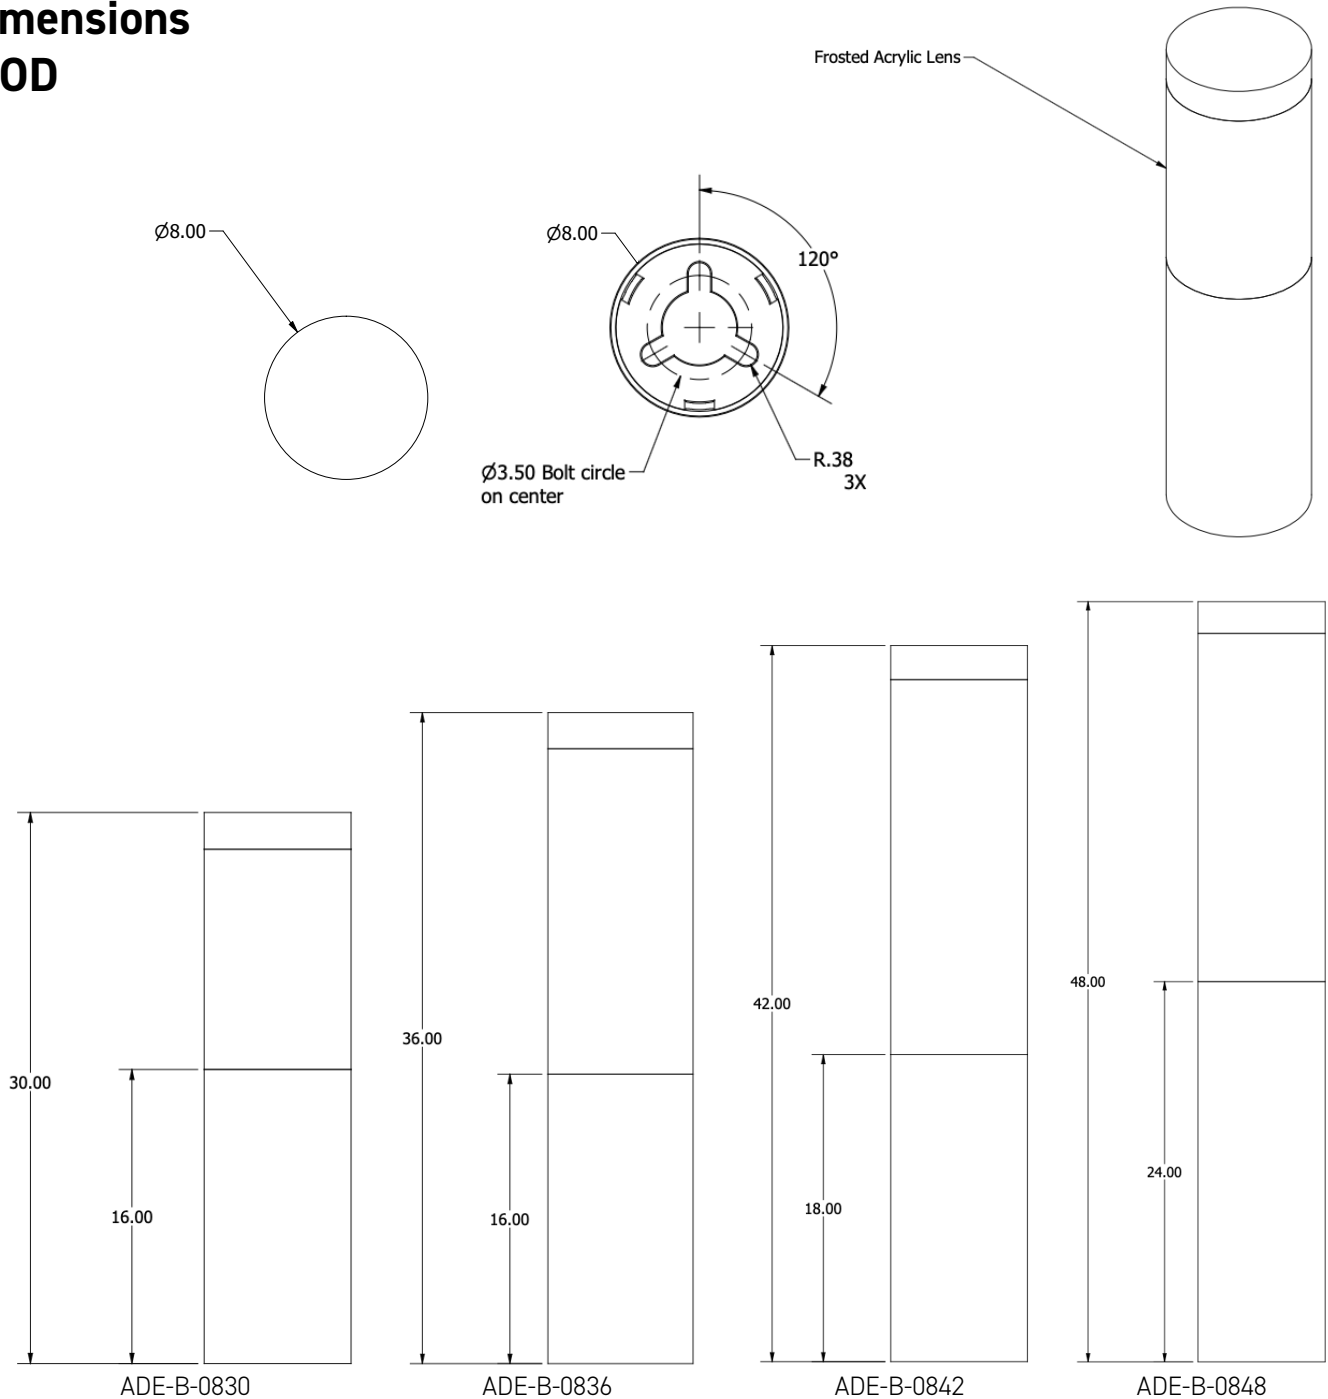 mensions
OD
Frosted Acrylic Lens
Ø8.00
Ø8.00
120°
Ø3.50 Bolt circle
on center
R.38
3X
30.00
16.00
36.00
16.00
42.00
18.00
48.00
24.00
ADE-B-0830
ADE-B-0836
ADE-B-0842
ADE-B-0848